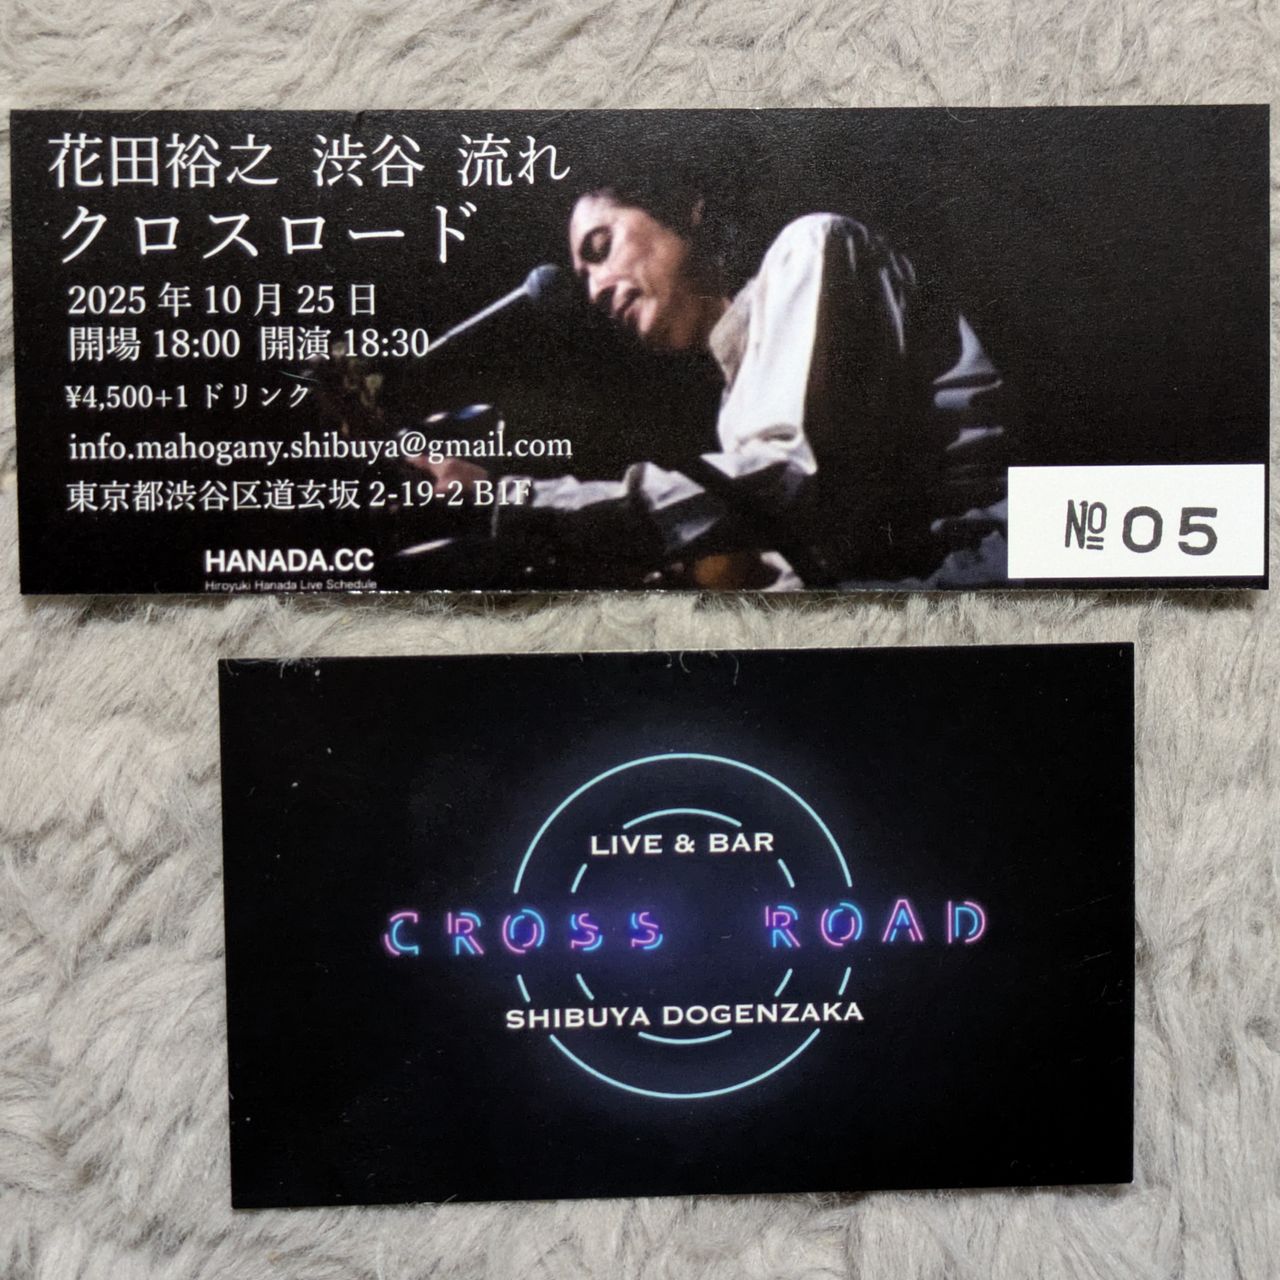 花田裕之 渋谷 流れ
クロスロード
2025 年 10 月 25 日
開場 18:00 開演 18:30
¥4,500+1 ドリンク
info.mahogany.shibuya@gmail.com
東京都渋谷区道玄坂 2-19-2 B1F
HANADA.CC
Hiroyuki Hanada Live Schedule
№05
LIVE & BAR
CROSS ROAD
SHIBUYA DOGENZAKA